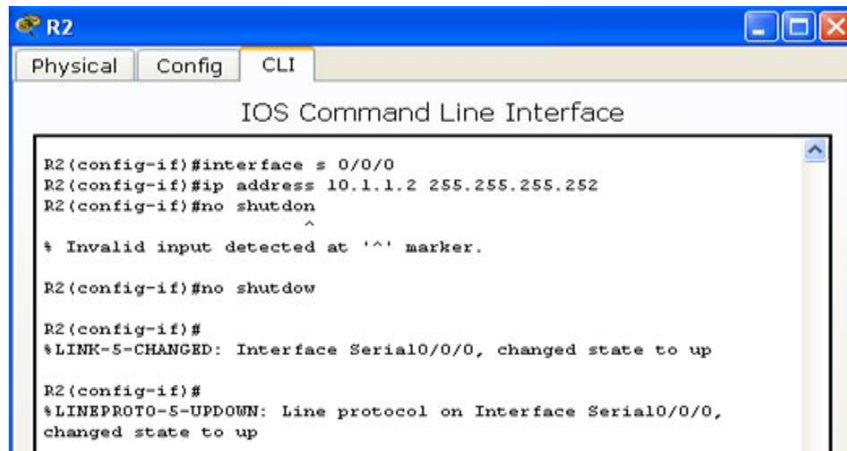 R2
Physical Config CLI
IOS Command Line Interface
R2(config-if)#interface s 0/0/0
R2(config-if)#ip address 10.1.1.2 255.255.255.252
R2(config-if)#no shutdon
^
% Invalid input detected at '^' marker.
R2(config-if)#no shutdow
R2(config-if)#
%LINK-5-CHANGED: Interface Serial0/0/0, changed state to up
R2(config-if)#
%LINEPROTO-5-UPDOWN: Line protocol on Interface Serial0/0/0,
changed state to up